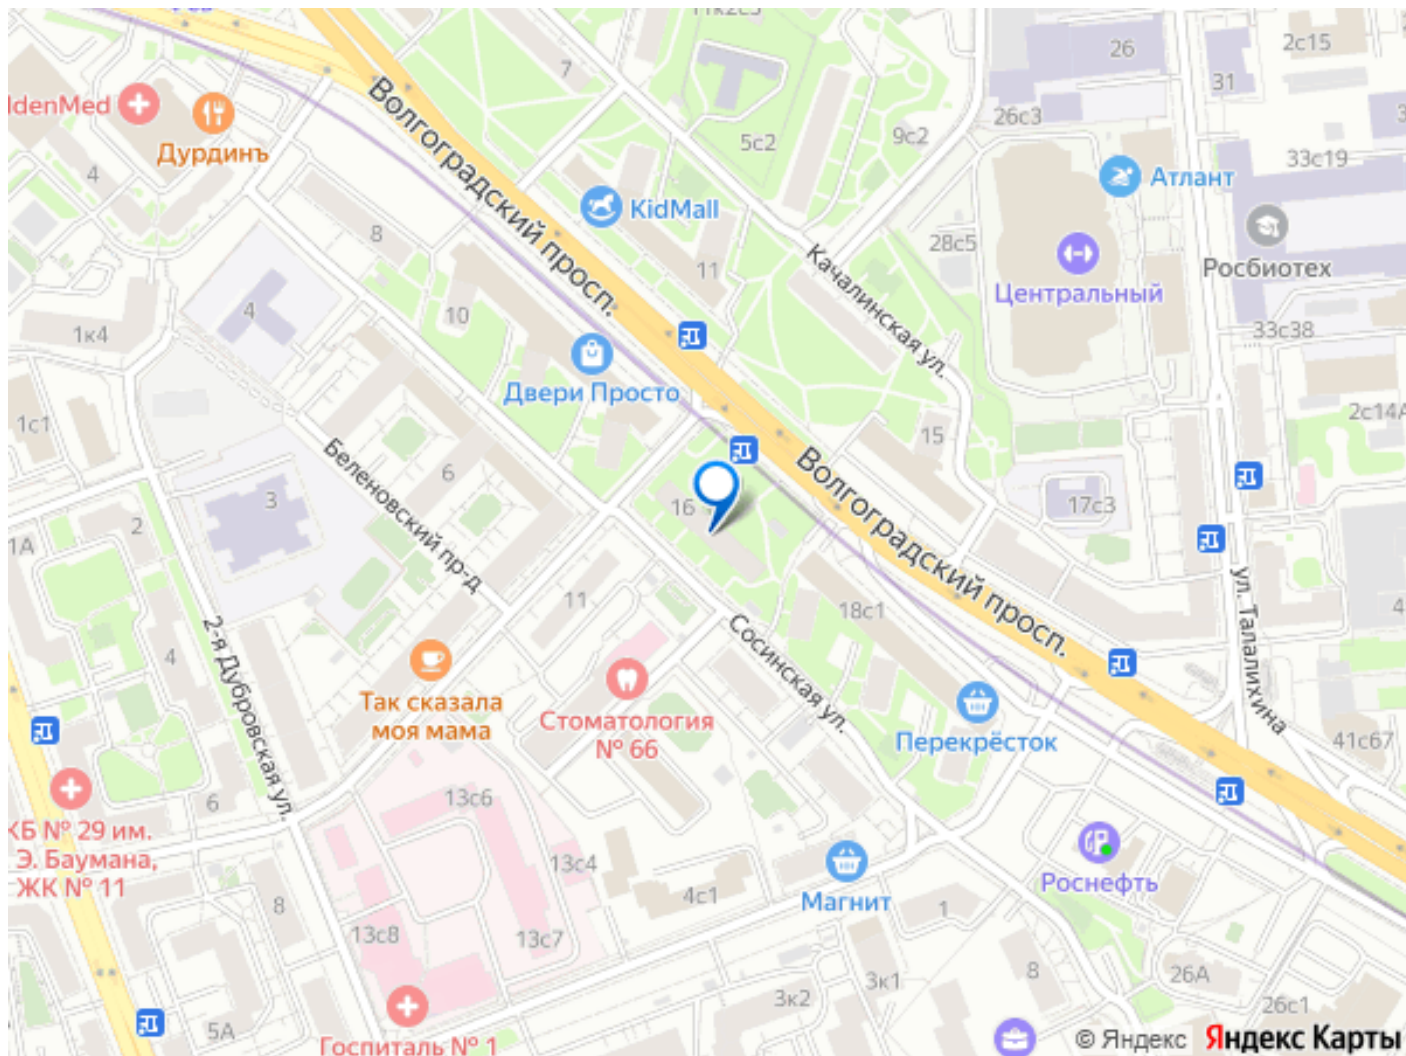 7
26
2с15
31
ldenMed
Дурдинъ
4
5с2
9с2
26с3
33с19
Атлант
KidMall
8
11
28с5
Росбиотех
Волгоградский просп.
Качалинская ул.
Центральный
4
10
1к4
33с38
Двери Просто
1с1
2с14А
15
Беленовский пр-д
6
3
2
16
Волгоградский просп.
17с3
1А
11
18с1
ул. Талалихина
4
2-я Дубровская ул.
4
Сосинская ул.
Так сказала
моя мама
Стоматология
№ 66
Перекрёсток
41с67
6
13с6
КБ № 29 им.
Э. Баумана,
ЖК № 11
13с4
4с1
Магнит
Роснефть
8
1
13с8
13с7
3к2
3к1
8
26А
26с1
5А
Госпиталь № 1
© Яндекс Яндекс Карты